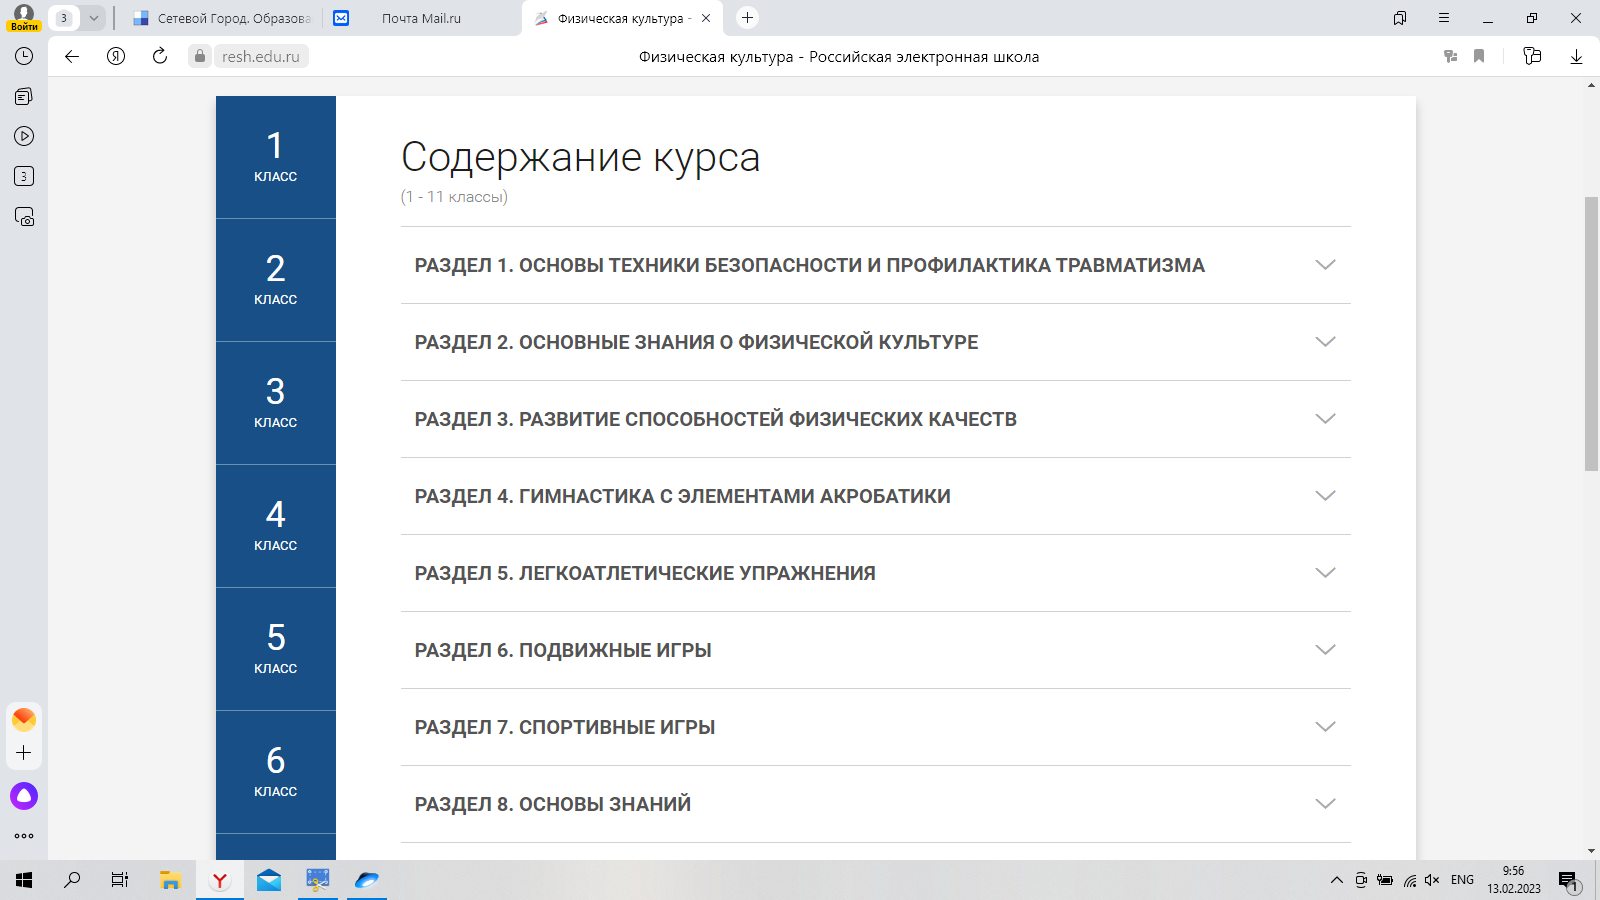 3
Сетевой Город. Образова
Почта Mail.ru
Физическая культура -
Войти
Я
resh.edu.ru
Физическая культура - Российская электронная школа
3
1
КЛАСС
2
КЛАСС
3
КЛАСС
4
КЛАСС
5
КЛАСС
6
КЛАСС
Содержание курса
(1 - 11 классы)
РАЗДЕЛ 1. ОСНОВЫ ТЕХНИКИ БЕЗОПАСНОСТИ И ПРОФИЛАКТИКА ТРАВМАТИЗМА
РАЗДЕЛ 2. ОСНОВНЫЕ ЗНАНИЯ О ФИЗИЧЕСКОЙ КУЛЬТУРЕ
РАЗДЕЛ 3. РАЗВИТИЕ СПОСОБНОСТЕЙ ФИЗИЧЕСКИХ КАЧЕСТВ
РАЗДЕЛ 4. ГИМНАСТИКА С ЭЛЕМЕНТАМИ АКРОБАТИКИ
РАЗДЕЛ 5. ЛЕГКОАТЛЕТИЧЕСКИЕ УПРАЖНЕНИЯ
РАЗДЕЛ 6. ПОДВИЖНЫЕ ИГРЫ
РАЗДЕЛ 7. СПОРТИВНЫЕ ИГРЫ
РАЗДЕЛ 8. ОСНОВЫ ЗНАНИЙ
Y
ENG
9:56
13.02.2023
1